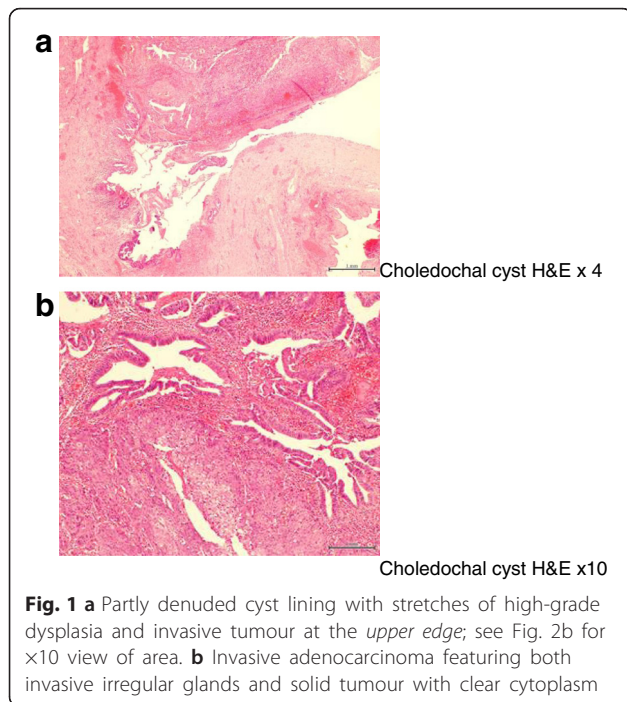 a
Choledochal cyst H&E x 4
b
Choledochal cyst H&E x10
Fig. 1 a Partly denuded cyst lining with stretches of high-grade
dysplasia and invasive tumour at the upper edge; see Fig. 2b for
×10 view of area. b Invasive adenocarcinoma featuring both
invasive irregular glands and solid tumour with clear cytoplasm